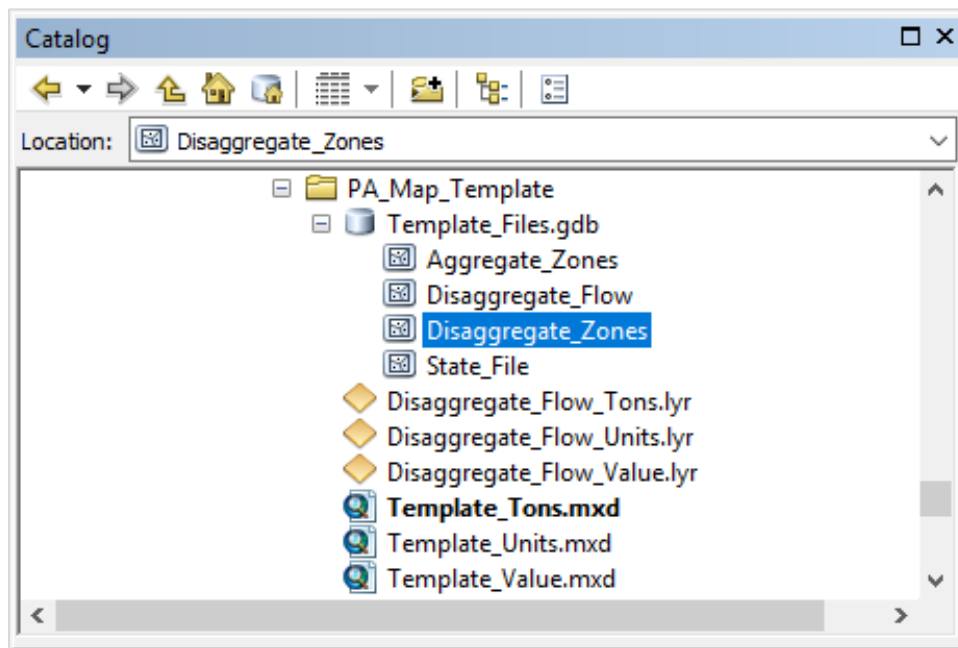 Catalog
Location: Disaggregate_Zones
PA_Map_Template
Template_Files.gdb
Aggregate_Zones
Disaggregate_Flow
Disaggregate_Zones
State_File
Disaggregate_Flow_Tons.lyr
Disaggregate_Flow_Units.lyr
Disaggregate_Flow_Value.lyr
Template_Tons.mxd
Template_Units.mxd
Template_Value.mxd